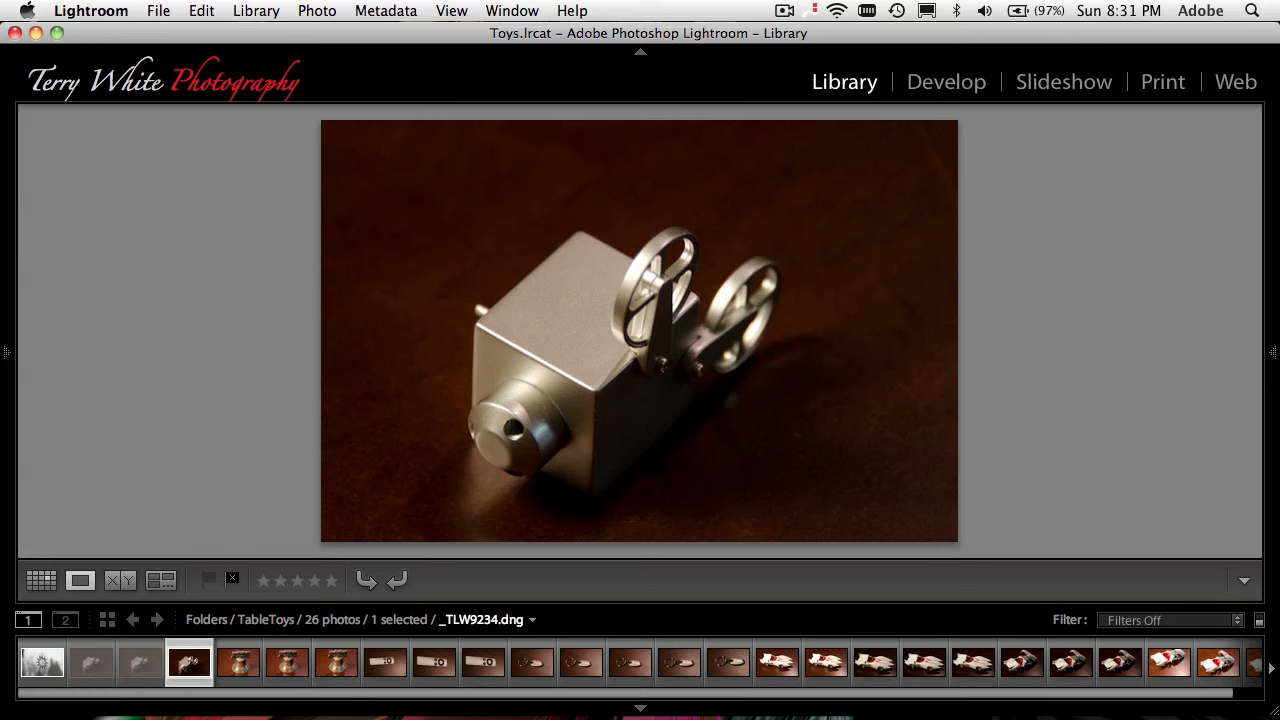 Lightroom File Edit Library Photo Metadata View Window Help (97%) Sun 8:31 PM Adobe
Toys.lrcat – Adobe Photoshop Lightroom – Library
Terry White Photography
Library Develop Slideshow Print Web
X Y
1 2 Folders / TableToys / 26 photos / 1 selected / _TLW9234.dng Filter : Filters Off